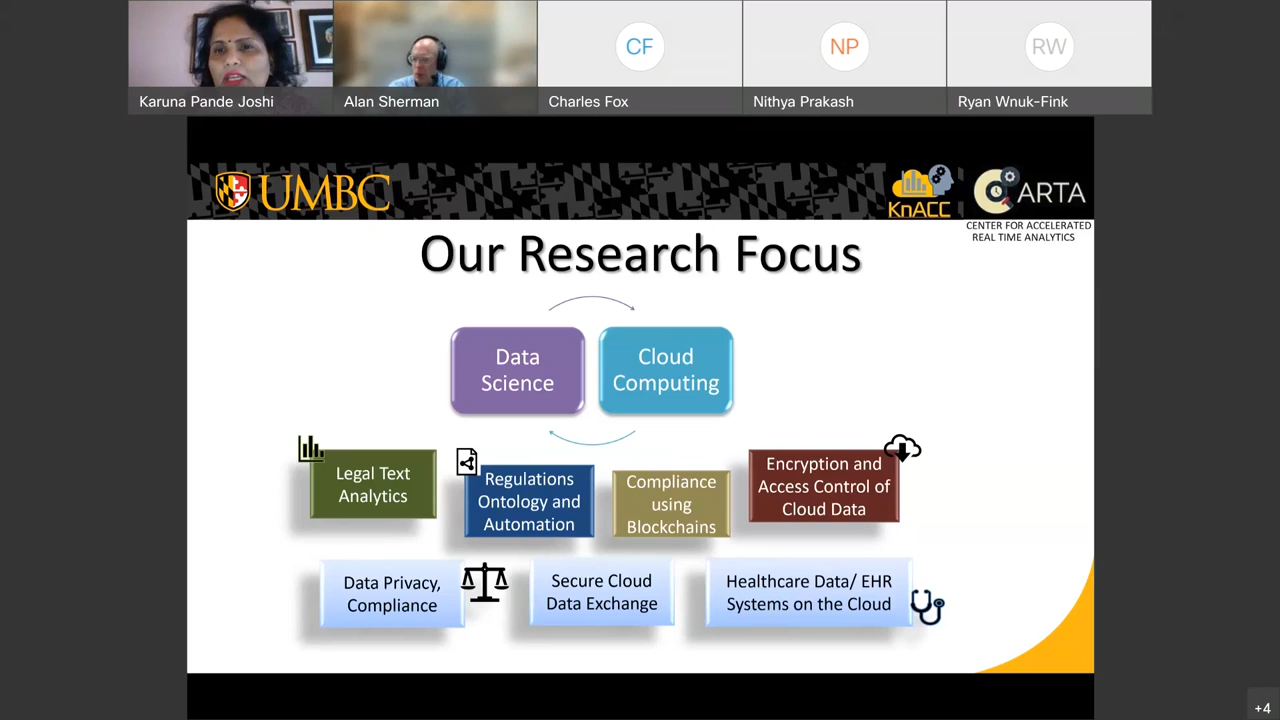 CF
NP
RW
Karuna Pande Joshi
Alan Sherman
Charles Fox
Nithya Prakash
Ryan Wnuk-Fink
UMBC
KnACC
CARTA
CENTER FOR ACCELERATED
REAL TIME ANALYTICS
Our Research Focus
Data
Science
Cloud
Computing
Legal Text
Analytics
Regulations
Ontology and
Automation
Compliance
using
Blockchains
Encryption and
Access Control of
Cloud Data
Data Privacy,
Compliance
Secure Cloud
Data Exchange
Healthcare Data/ EHR
Systems on the Cloud
+4